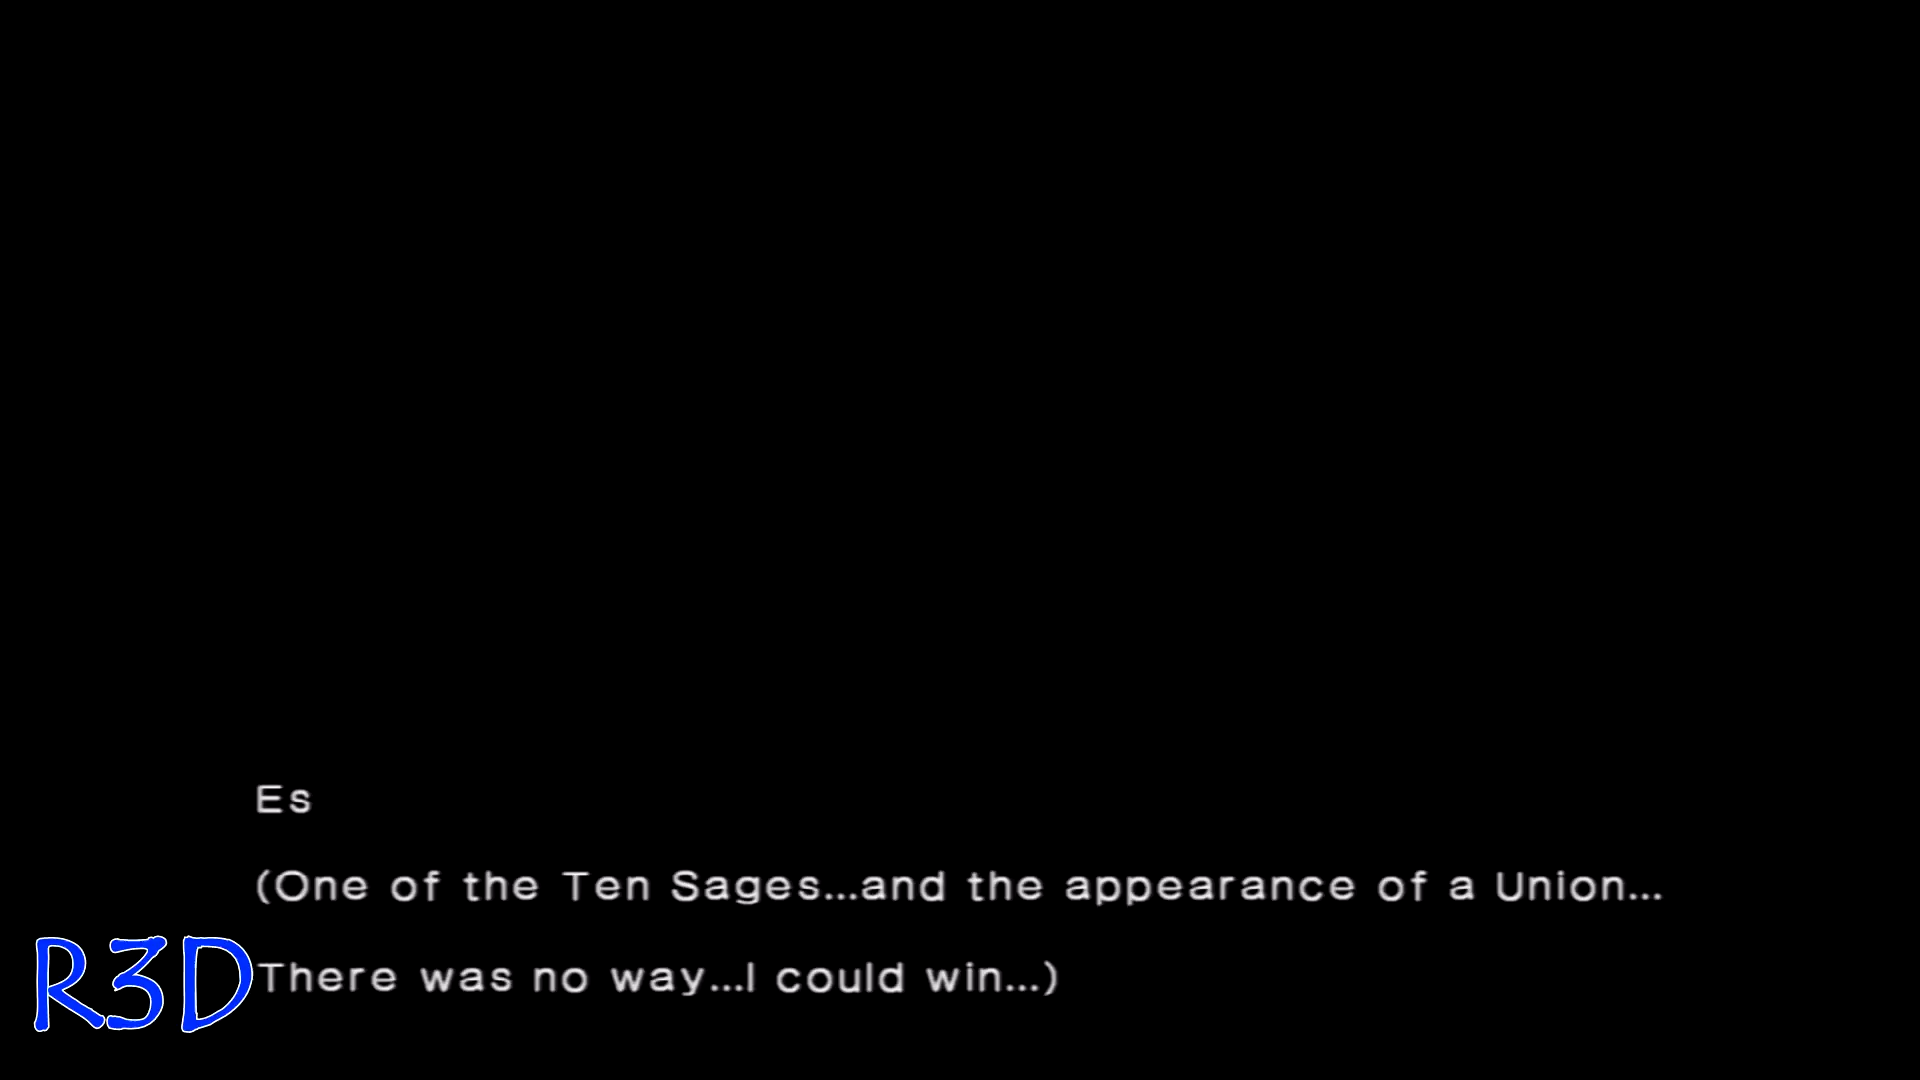 Es
(One of the Ten Sages...and the appearance of a Union...
There was no way...I could win...)
R3D